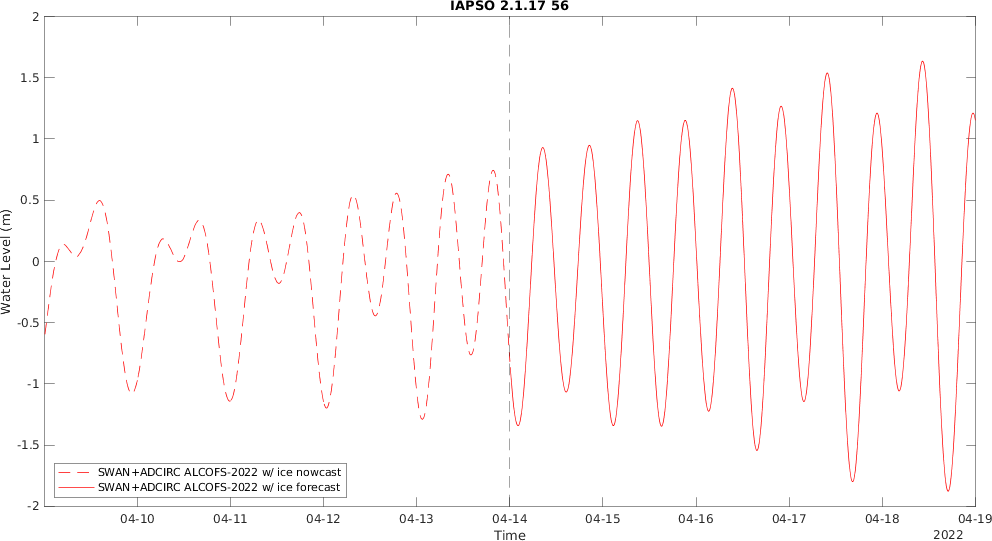 IAPSO 2.1.17 56
2
1.5
1
0.5
0
-0.5
-1
-1.5
-2
Water Level (m)
SWAN+ADCIRC ALCOFS-2022 w/ ice nowcast
SWAN+ADCIRC ALCOFS-2022 w/ ice forecast
04-10 04-11 04-12 04-13 04-14 04-15 04-16 04-17 04-18 04-19
Time
2022